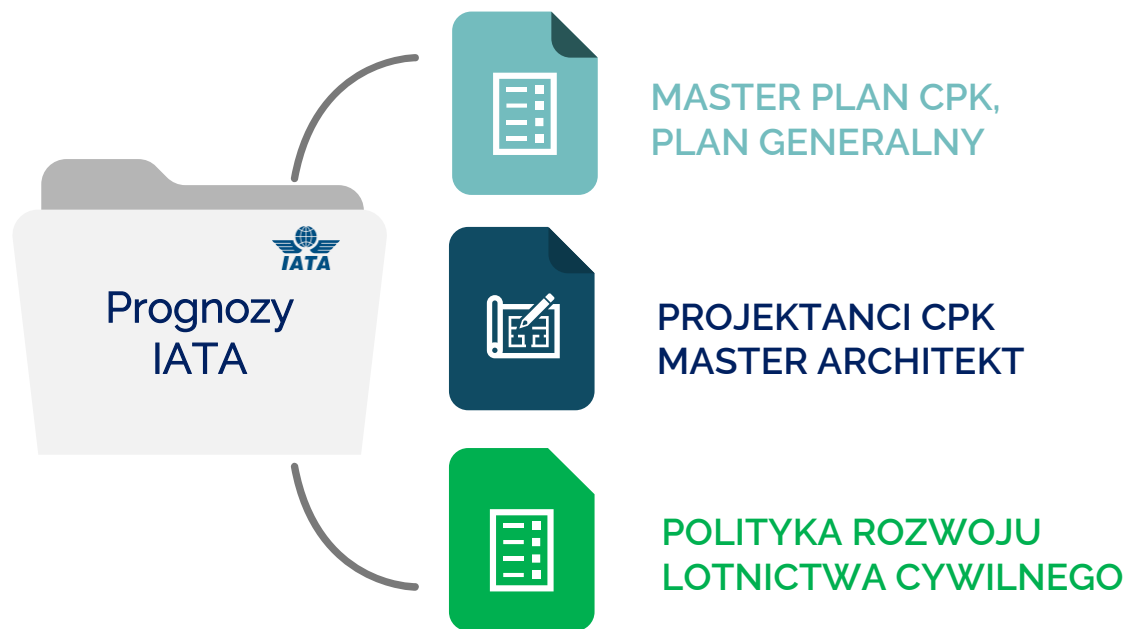 IATA
Prognozy
IATA
MASTER PLAN CPK,
PLAN GENERALNY
PROJEKTANCI CPK
MASTER ARCHITEKT
POLITYKA ROZWOJU
LOTNICTWA CYWILNEGO